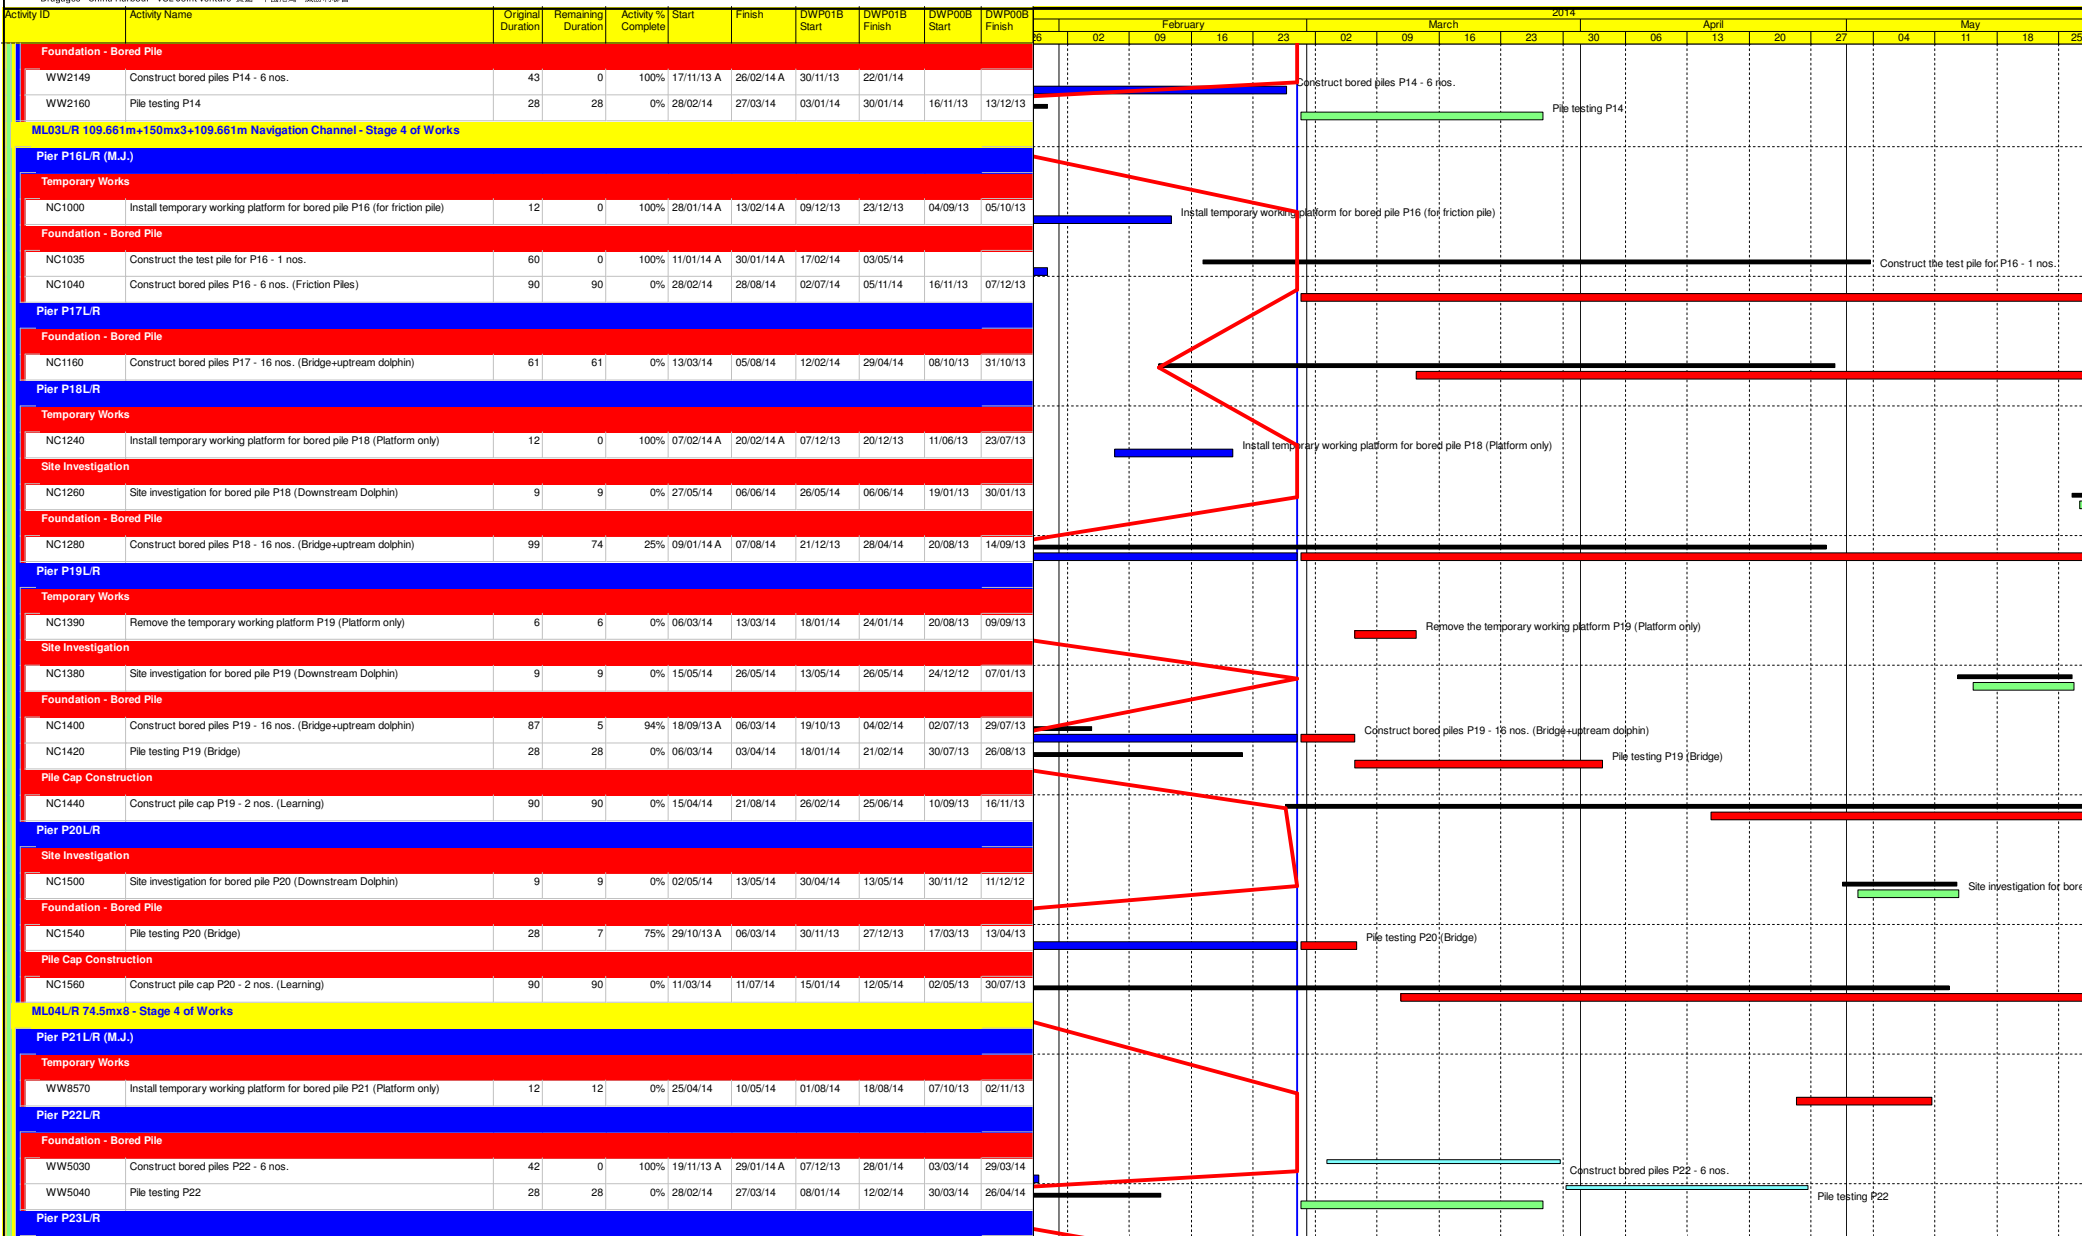 Activity ID Activity Name Original Duration Remaining Duration Activity % Complete Start Finish DWP01B Start DWP01B Finish DWP00B Start DWP00B Finish
2014
February March April May
26 02 09 16 23 02 09 16 23 30 06 13 20 27 04 11 18 25
Foundation - Bored Pile
WW2149 Construct bored piles P14 - 6 nos. 43 0 100% 17/11/13 A 26/02/14 A 30/11/13 22/01/14 Construct bored piles P14 - 6 nos.
WW2160 Pile testing P14 28 28 0% 28/02/14 27/03/14 03/01/14 30/01/14 16/11/13 13/12/13 Pile testing P14
ML03L/R 109.661m+150mx3+109.661m Navigation Channel - Stage 4 of Works
Pier P16L/R (M.J.)
Temporary Works
NC1000 Install temporary working platform for bored pile P16 (for friction pile) 12 0 100% 28/01/14 A 13/02/14 A 09/12/13 23/12/13 04/09/13 05/10/13 Install temporary working platform for bored pile P16 (for friction pile)
Foundation - Bored Pile
NC1035 Construct the test pile for P16 - 1 nos. 60 0 100% 11/01/14 A 30/01/14 A 17/02/14 03/05/14 Construct the test pile for P16 - 1 nos.
NC1040 Construct bored piles P16 - 6 nos. (Friction Piles) 90 90 0% 28/02/14 28/08/14 02/07/14 05/11/14 16/11/13 07/12/13
Pier P17L/R
Foundation - Bored Pile
NC1160 Construct bored piles P17 - 16 nos. (Bridge+uptream dolphin) 61 61 0% 13/03/14 05/08/14 12/02/14 29/04/14 08/10/13 31/10/13
Pier P18L/R
Temporary Works
NC1240 Install temporary working platform for bored pile P18 (Platform only) 12 0 100% 07/02/14 A 20/02/14 A 07/12/13 20/12/13 11/06/13 23/07/13 Install temporary working platform for bored pile P18 (Platform only)
Site Investigation
NC1260 Site investigation for bored pile P18 (Downstream Dolphin) 9 9 0% 27/05/14 06/06/14 26/05/14 06/06/14 19/01/13 30/01/13
Foundation - Bored Pile
NC1280 Construct bored piles P18 - 16 nos. (Bridge+uptream dolphin) 99 74 25% 09/01/14 A 07/08/14 21/12/13 28/04/14 20/08/13 14/09/13
Pier P19L/R
Temporary Works
NC1390 Remove the temporary working platform P19 (Platform only) 6 6 0% 06/03/14 13/03/14 18/01/14 24/01/14 20/08/13 09/09/13 Remove the temporary working platform P19 (Platform only)
Site Investigation
NC1380 Site investigation for bored pile P19 (Downstream Dolphin) 9 9 0% 15/05/14 26/05/14 13/05/14 26/05/14 24/12/12 07/01/13
Foundation - Bored Pile
NC1400 Construct bored piles P19 - 16 nos. (Bridge+uptream dolphin) 87 5 94% 18/09/13 A 06/03/14 19/10/13 04/02/14 02/07/13 29/07/13 Construct bored piles P19 - 16 nos. (Bridge+uptream dolphin)
NC1420 Pile testing P19 (Bridge) 28 28 0% 06/03/14 03/04/14 18/01/14 21/02/14 30/07/13 26/08/13 Pile testing P19 (Bridge)
Pile Cap Construction
NC1440 Construct pile cap P19 - 2 nos. (Learning) 90 90 0% 15/04/14 21/08/14 26/02/14 25/06/14 10/09/13 16/11/13
Pier P20L/R
Site Investigation
NC1500 Site investigation for bored pile P20 (Downstream Dolphin) 9 9 0% 02/05/14 13/05/14 30/04/14 13/05/14 30/11/12 11/12/12 Site investigation for bore
Foundation - Bored Pile
NC1540 Pile testing P20 (Bridge) 28 7 75% 29/10/13 A 06/03/14 30/11/13 27/12/13 17/03/13 13/04/13 Pile testing P20 (Bridge)
Pile Cap Construction
NC1560 Construct pile cap P20 - 2 nos. (Learning) 90 90 0% 11/03/14 11/07/14 15/01/14 12/05/14 02/05/13 30/07/13
ML04L/R 74.5mx8 - Stage 4 of Works
Pier P21L/R (M.J.)
Temporary Works
WW8570 Install temporary working platform for bored pile P21 (Platform only) 12 12 0% 25/04/14 10/05/14 01/08/14 18/08/14 07/10/13 02/11/13
Pier P22L/R
Foundation - Bored Pile
WW5030 Construct bored piles P22 - 6 nos. 42 0 100% 19/11/13 A 29/01/14 A 07/12/13 28/01/14 03/03/14 29/03/14 Construct bored piles P22 - 6 nos.
WW5040 Pile testing P22 28 28 0% 28/02/14 27/03/14 08/01/14 12/02/14 30/03/14 26/04/14 Pile testing P22
Pier P23L/R